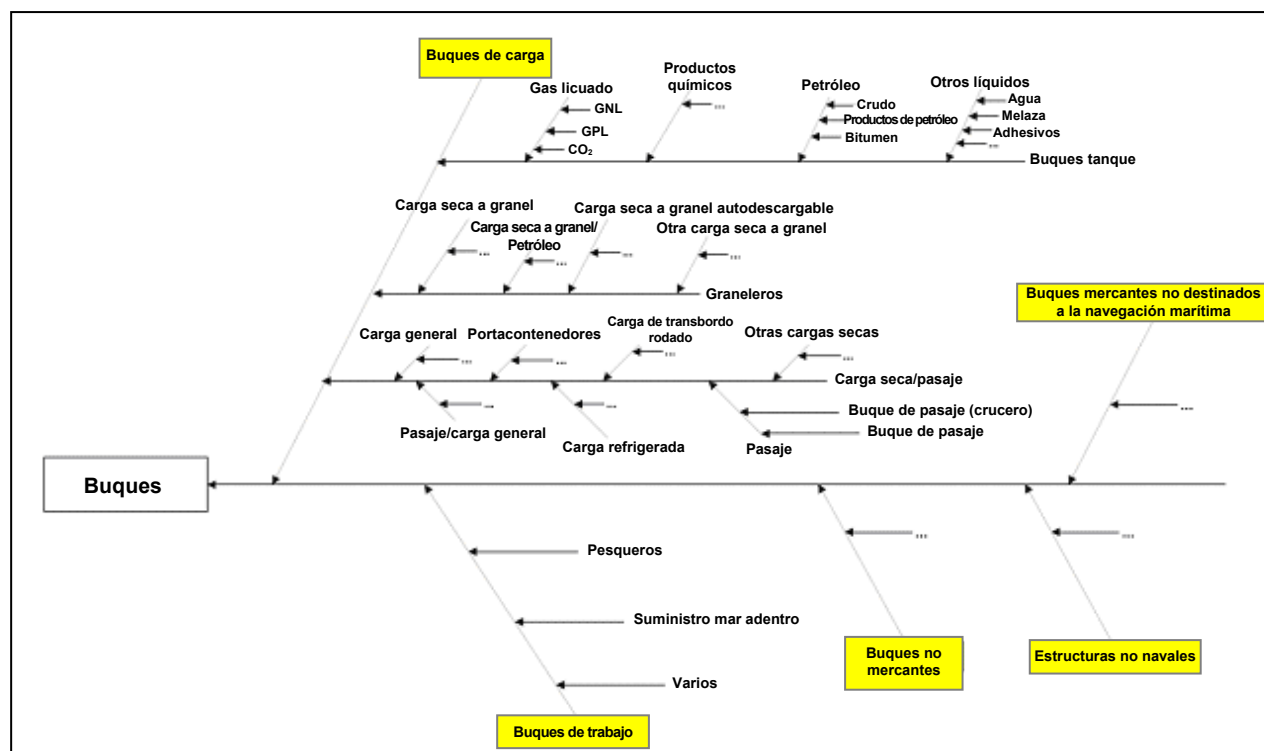 Buques de carga
Gas licuado
GNL
GPL
CO₂
Productos
químicos
...
Petróleo
Crudo
Productos de petróleo
Bitumen
Otros líquidos
Agua
Melaza
Adhesivos
...
Buques tanque
Carga seca a granel
...
Carga seca a granel/
Petróleo
...
Carga seca a granel autodescargable
...
Otra carga seca a granel
...
Graneleros
Buques mercantes no destinados
a la navegación marítima
...
Carga general
...
Portacontenedores
...
Carga de transbordo
rodado
...
Otras cargas secas
...
Carga seca/pasaje
...
Pasaje/carga general
...
Carga refrigerada
Buque de pasaje (crucero)
Buque de pasaje
Pasaje
Buques
Pesqueros
Suministro mar adentro
Varios
Buques de trabajo
...
Buques no
mercantes
...
Estructuras no navales